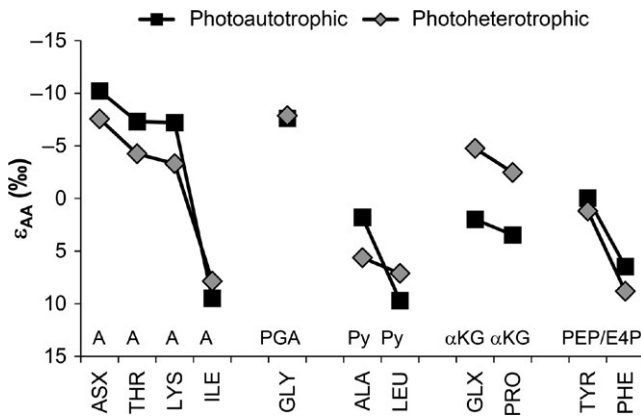 Photoautotrophic Photoheterotrophic
–15
–10
–5
0
5
10
15
εAA (‰)
A A A A PGA Py Py αKG αKG PEP/E4P
ASX THR LYS ILE GLY ALA LEU GLX PRO TYR PHE